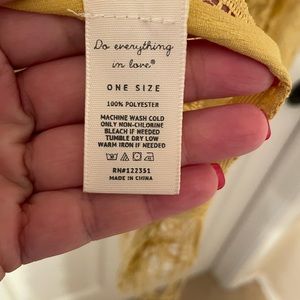 Do everything
in love®
ONE SIZE
100% POLYESTER
MACHINE WASH COLD
ONLY NON-CHLORINE
BLEACH IF NEEDED
TUMBLE DRY LOW
WARM IRON IF NEEDED
RN#122351
MADE IN CHINA